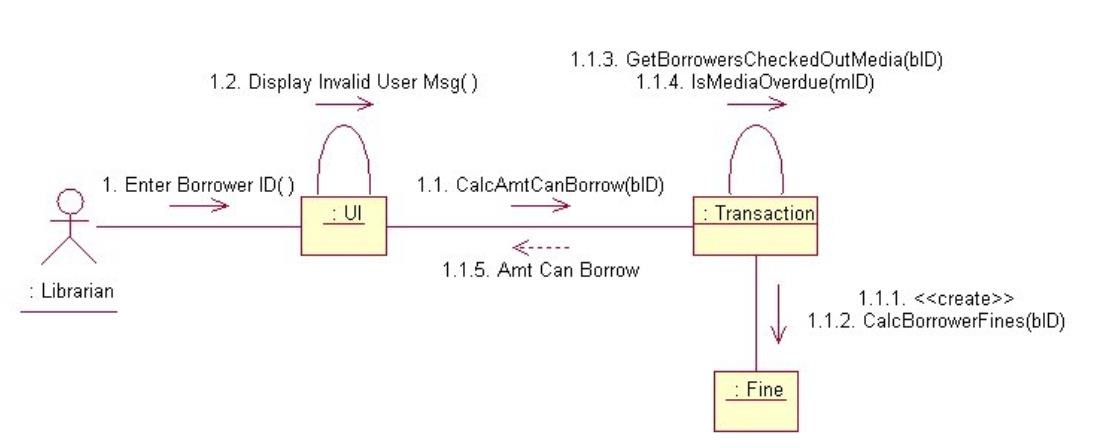 1.1.3. GetBorrowersCheckedOutMedia(bID)
1.2. Display Invalid User Msg( )
1.1.4. IsMediaOverdue(mID)
1. Enter Borrower ID( )
1.1. CalcAmtCanBorrow(bID)
: UI
: Transaction
1.1.5. Amt Can Borrow
: Librarian
1.1.1. <<create>>
1.1.2. CalcBorrowerFines(bID)
: Fine